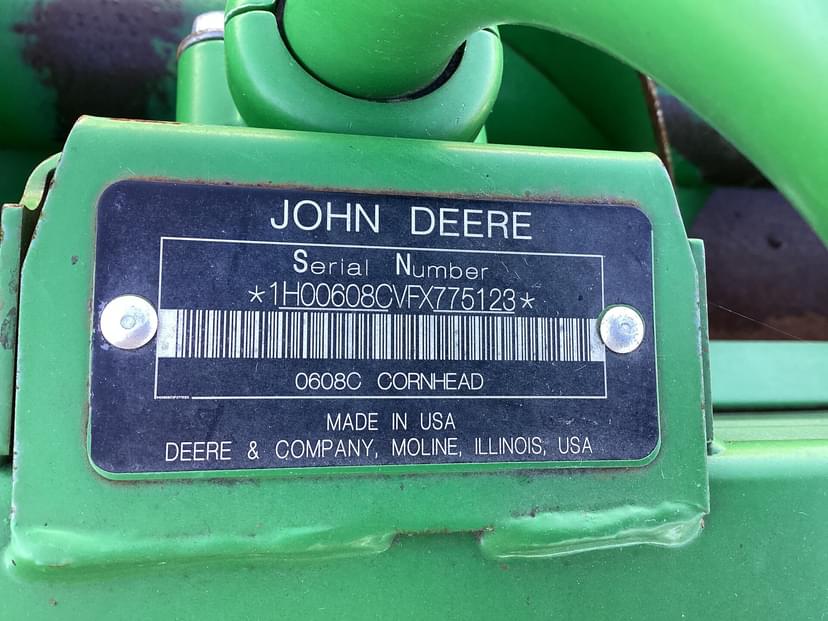 JOHN DEERE
Serial Number
*1H00608CVFX775123*
0608C CORNHEAD
MADE IN USA
DEERE & COMPANY, MOLINE, ILLINOIS, USA